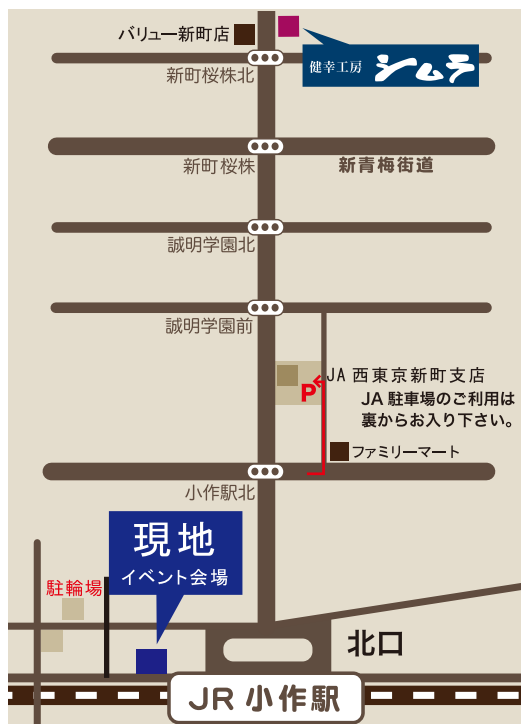 バリュー新町店
健幸工房 シムラ
新町桜株北
新町桜株
新青梅街道
誠明学園北
誠明学園前
JA 西東京新町支店
P
JA 駐車場のご利用は
裏からお入り下さい。
ファミリーマート
小作駅北
現地
イベント会場
駐輪場
北口
JR 小作駅